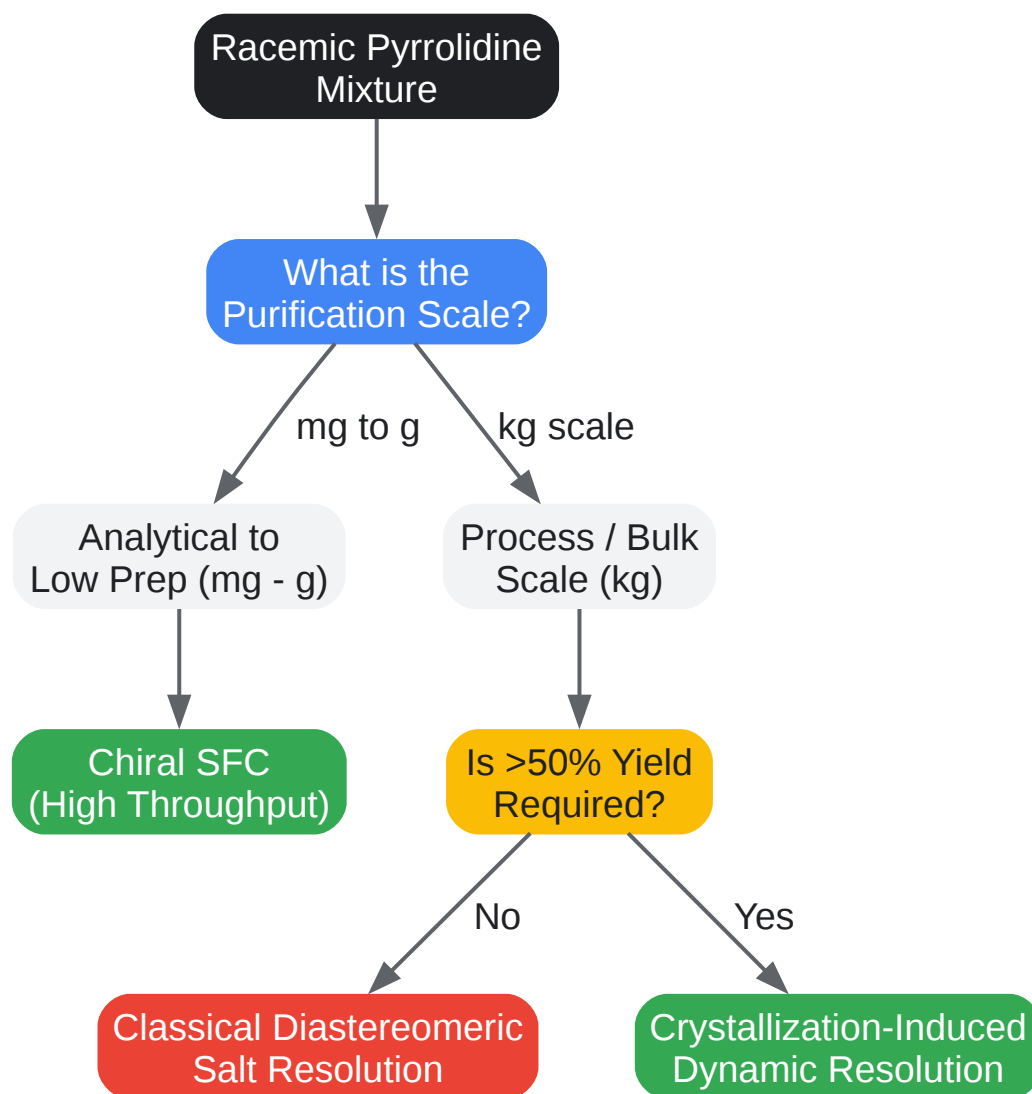 Racemic Pyrrolidine
Mixture
What is the
Purification Scale?
mg to g
kg scale
Analytical to
Low Prep (mg - g)
Process / Bulk
Scale (kg)
Chiral SFC
(High Throughput)
Is >50% Yield
Required?
No
Yes
Classical Diastereomeric
Salt Resolution
Crystallization-Induced
Dynamic Resolution